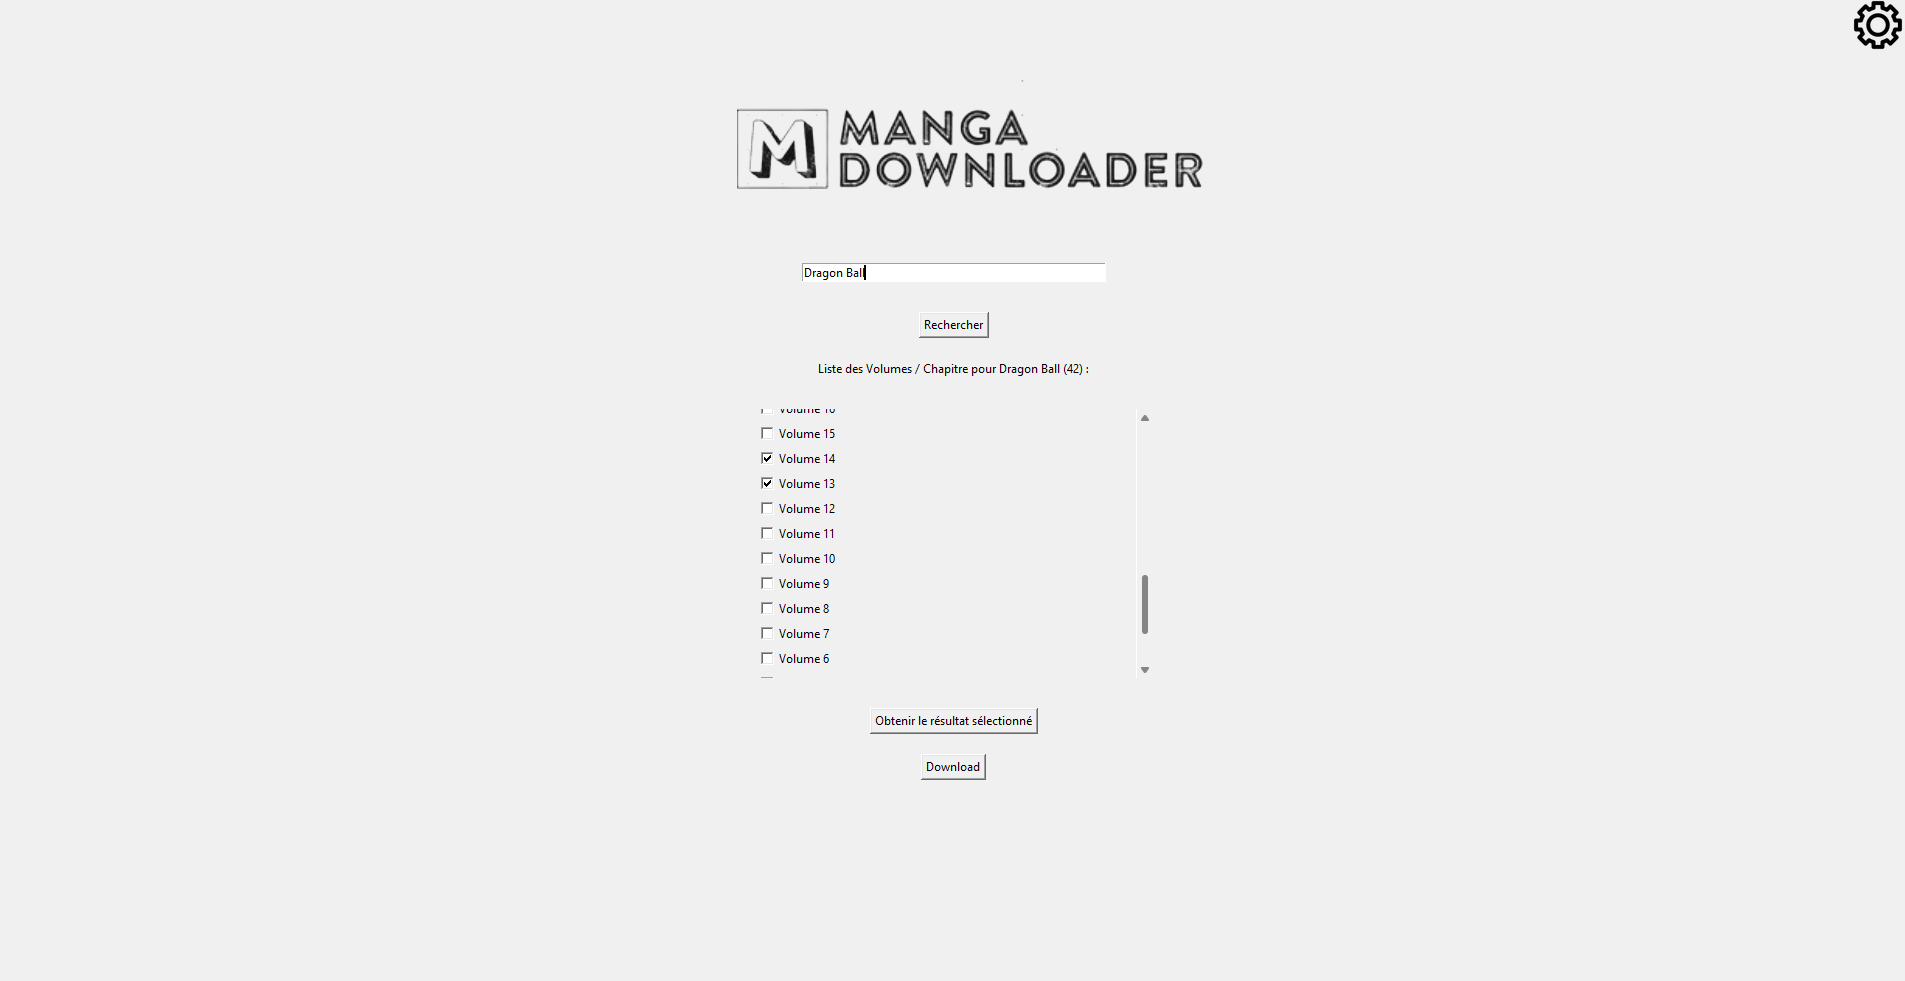 M
MANGA
DOWNLOADER
Dragon Ball
Rechercher
Liste des Volumes / Chapitre pour Dragon Ball (42) :
Volume 16
Volume 15
Volume 14
Volume 13
Volume 12
Volume 11
Volume 10
Volume 9
Volume 8
Volume 7
Volume 6
Obtenir le résultat sélectionné
Download